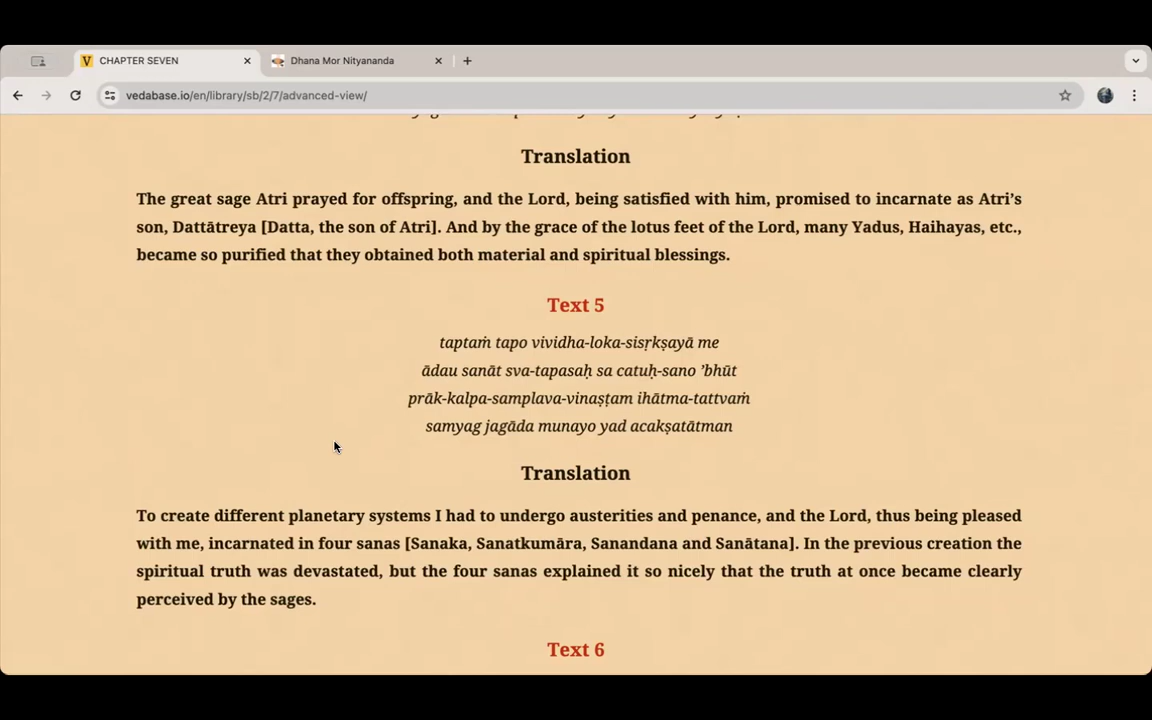 CHAPTER SEVEN
Dhana Mor Nityananda
vedabase.io/en/library/sb/2/7/advanced-view/
Translation
The great sage Atri prayed for offspring, and the Lord, being satisfied with him, promised to incarnate as Atri’s
son, Dattātreya [Datta, the son of Atri]. And by the grace of the lotus feet of the Lord, many Yadus, Haihayas, etc.,
became so purified that they obtained both material and spiritual blessings.
Text 5
taptaṁ tapo vividha-loka-sisṛkṣayā me
ādau sanāt sva-tapasaḥ sa catuḥ-sano ’bhūt
prāk-kalpa-samplava-vinaṣṭam ihātma-tattvaṁ
samyag jagāda munayo yad acakṣatātman
Translation
To create different planetary systems I had to undergo austerities and penance, and the Lord, thus being pleased
with me, incarnated in four sanas [Sanaka, Sanatkumāra, Sanandana and Sanātana]. In the previous creation the
spiritual truth was devastated, but the four sanas explained it so nicely that the truth at once became clearly
perceived by the sages.
Text 6